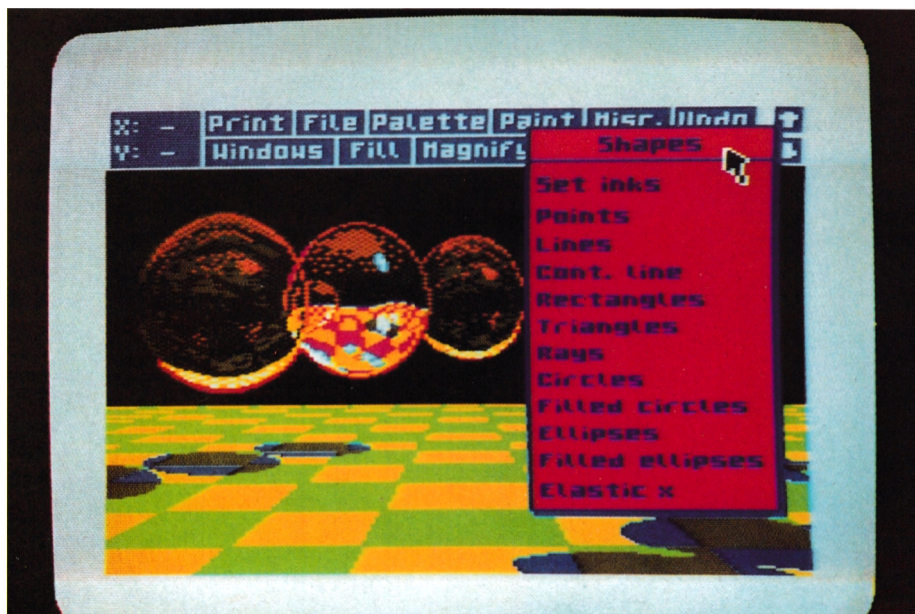 X: – Print File Palette Paint Misc. Undo
Y: – Windows Fill Magnify
Shapes
Set inks
Points
Lines
Cont. line
Rectangles
Triangles
Rays
Circles
Filled circles
Ellipses
Filled ellipses
Elastic x